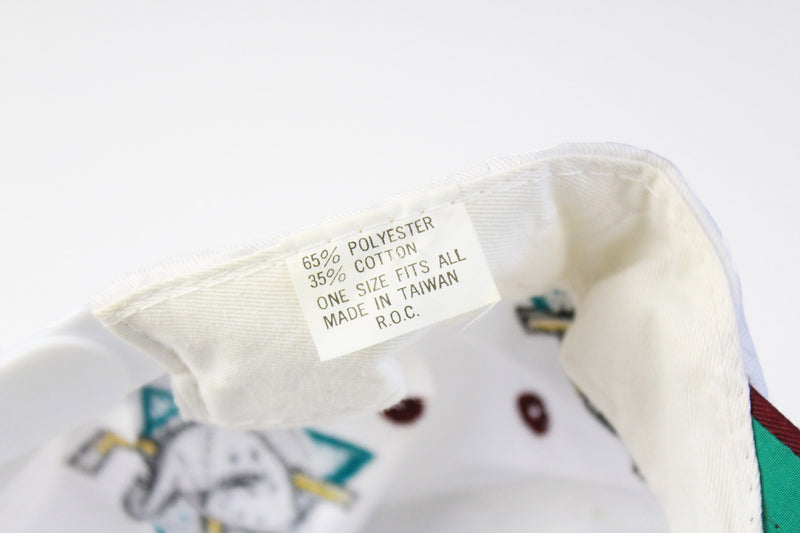 65% POLYESTER
35% COTTON
ONE SIZE FITS ALL
MADE IN TAIWAN
R.O.C.